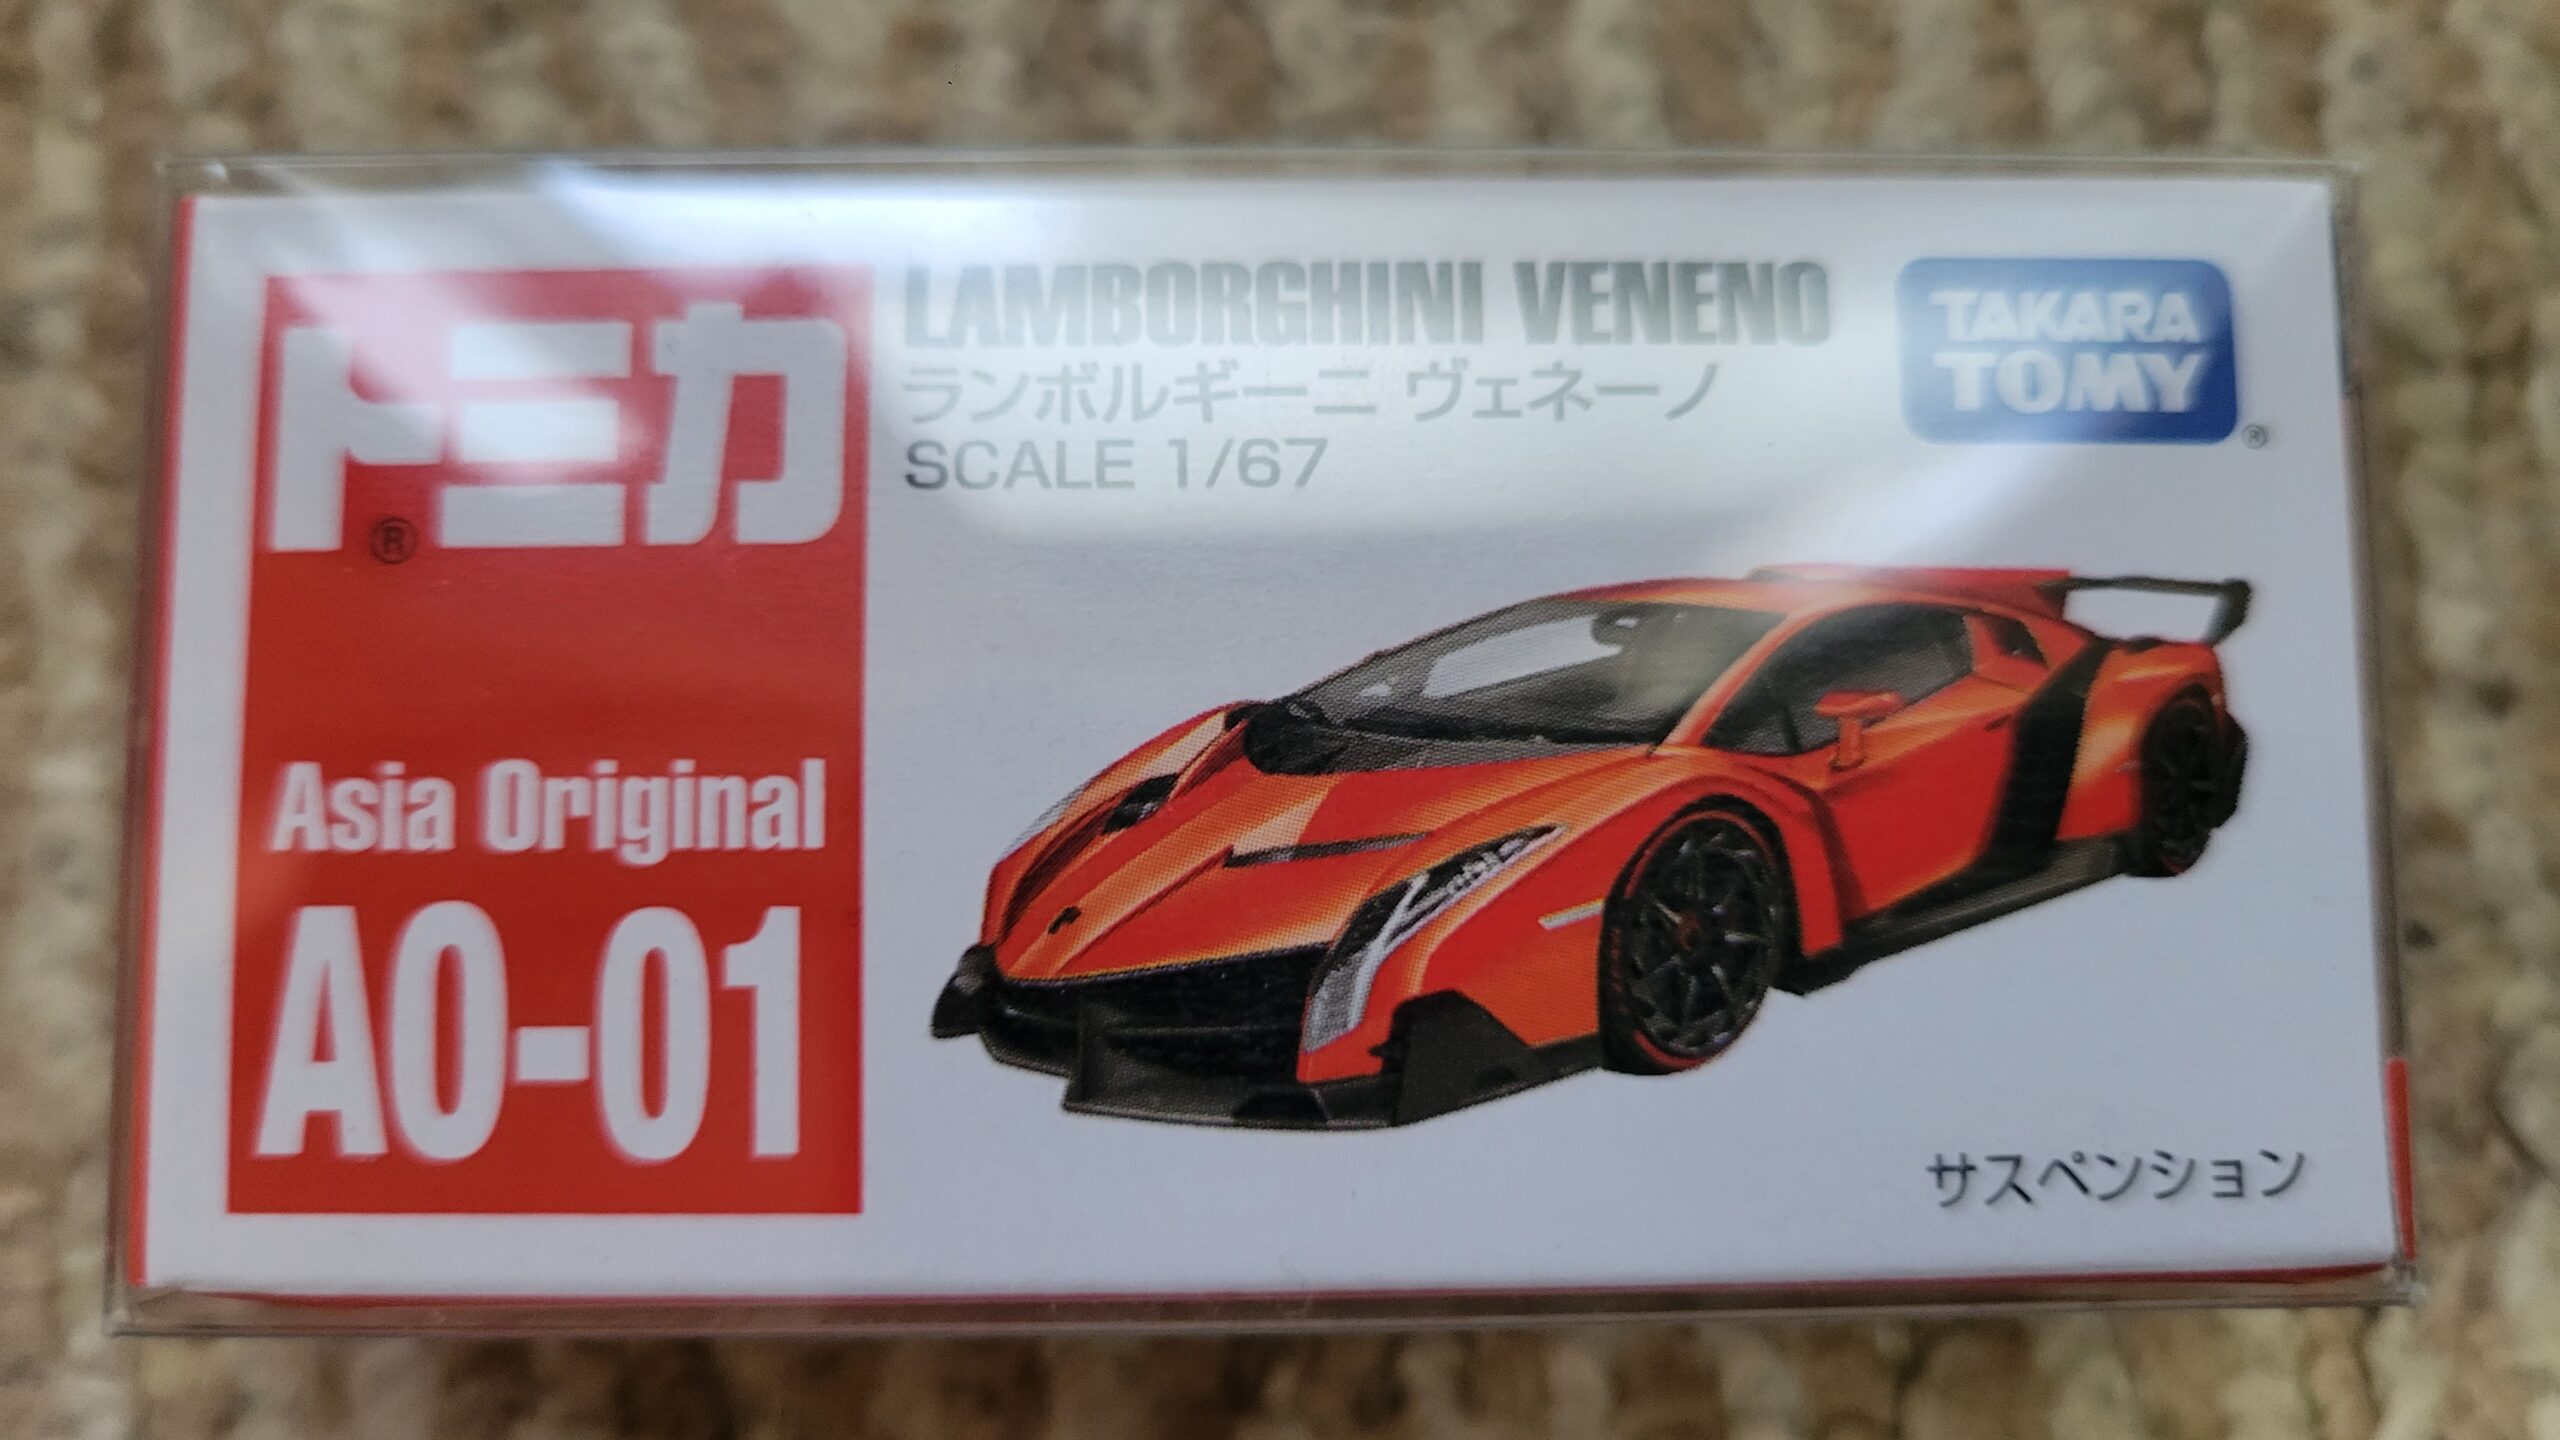 トミカ
®
Asia Original
AO-01
LAMBORGHINI VENENO
ランボルギーニ ヴェネーノ
SCALE 1/67
TAKARA
TOMY
®
サスペンション